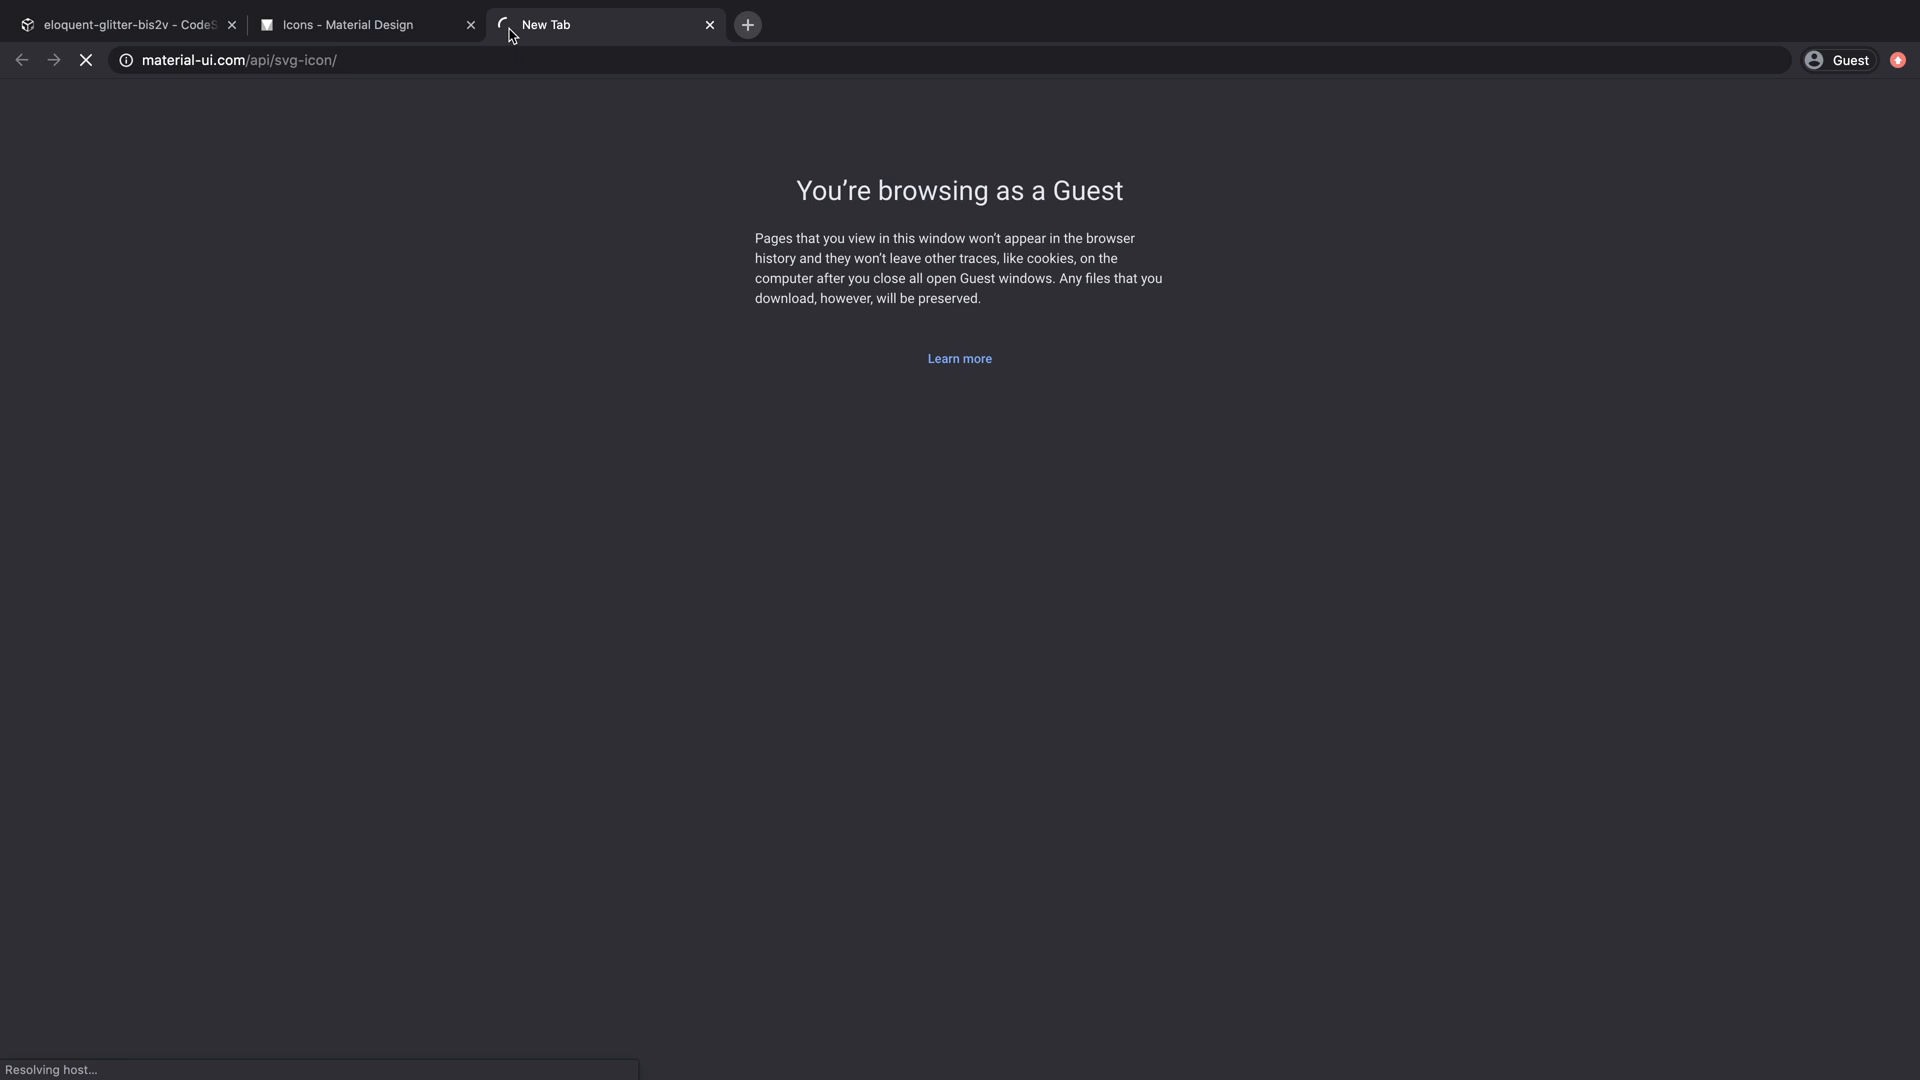 eloquent-glitter-bis2v - CodeS
Icons - Material Design
New Tab
material-ui.com/api/svg-icon/
Guest
You’re browsing as a Guest
Pages that you view in this window won’t appear in the browser
history and they won’t leave other traces, like cookies, on the
computer after you close all open Guest windows. Any files that you
download, however, will be preserved.
Learn more
Resolving host...